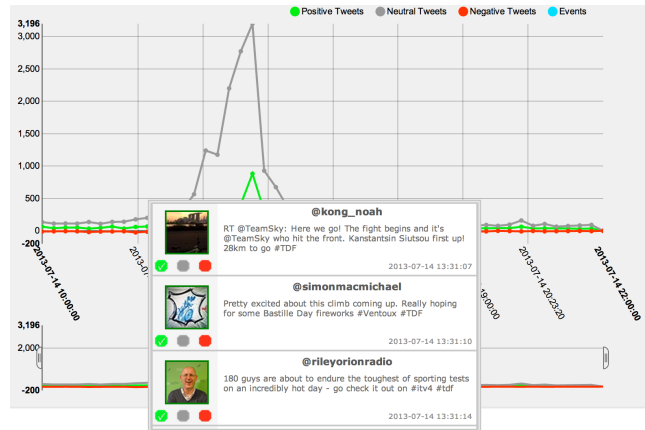 Positive Tweets Neutral Tweets Negative Tweets Events
3,196
3,000
2,500
2,000
1,500
1,000
500
0
-200
2013-07-14 10:00:00
2013-07
19:00:00
2013-07-14 20:23:20
2013-07-14 22:00:00
@kong_noah
RT @TeamSky: Here we go! The fight begins and it's
@TeamSky who hit the front. Kanstantsin Siutsou first up!
28km to go #TDF
2013-07-14 13:31:07
@simonmacmichael
Pretty excited about this climb coming up. Really hoping
for some Bastille Day fireworks #Ventoux #TDF
2013-07-14 13:31:10
@rileyorionradio
180 guys are about to endure the toughest of sporting tests
on an incredibly hot day - go check it out on #itv4 #tdf
2013-07-14 13:31:14
3,196
2,000
-200